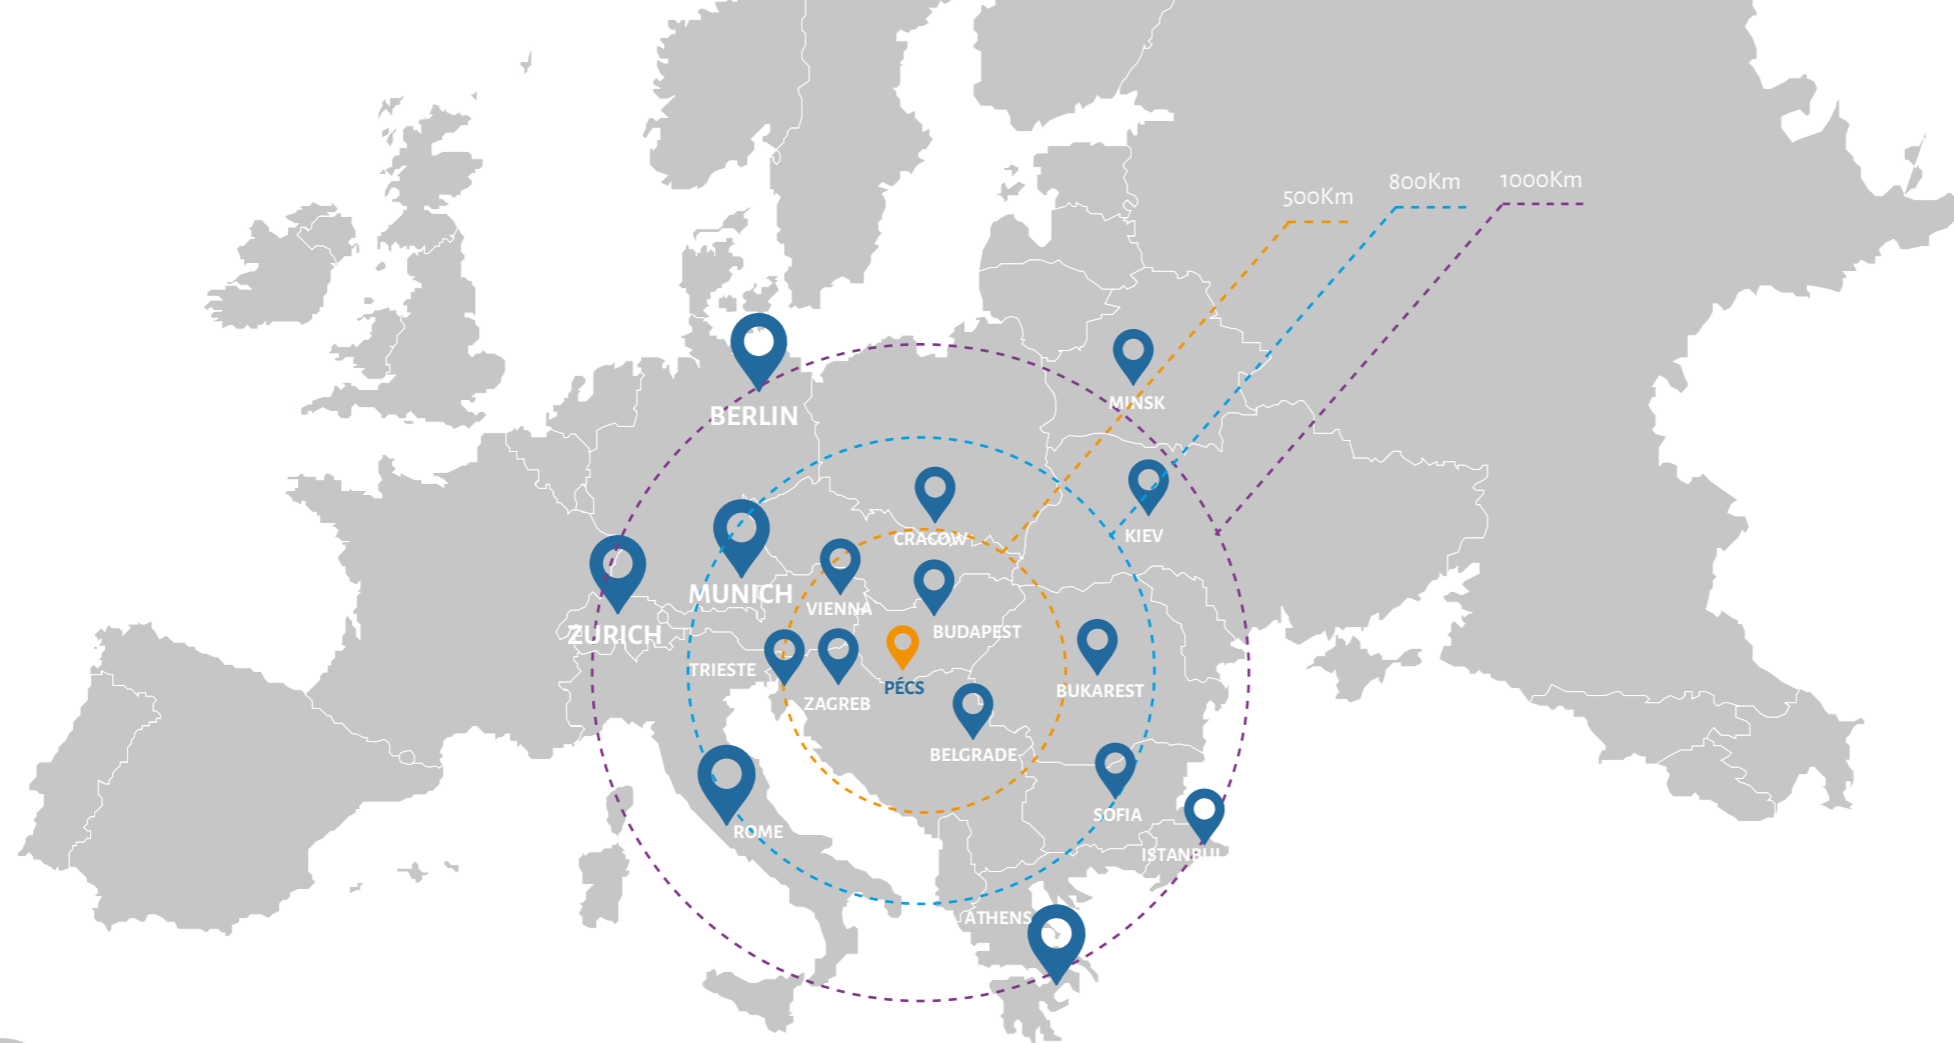 500Km
800Km
1000Km
BERLIN
MINSK
CRACOW
KIEV
MUNICH
VIENNA
BUDAPEST
ZURICH
TRIESTE
ZAGREB
PÉCS
BUKAREST
BELGRADE
SOFIA
ROME
ISTANBUL
ATHENS